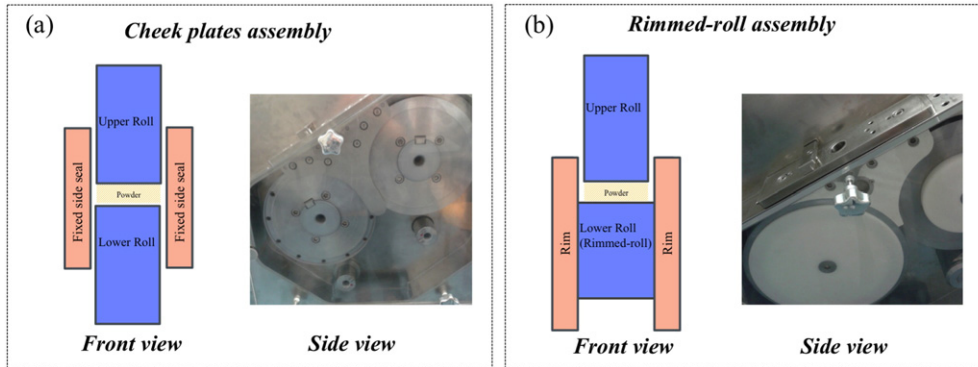 (a)
Cheek plates assembly
Upper Roll
Fixed side seal
Powder
Fixed side seal
Lower Roll
Front view
Side view
(b)
Rimmed-roll assembly
Upper Roll
Powder
Rim
Lower Roll
(Rimmed-roll)
Rim
Front view
Side view